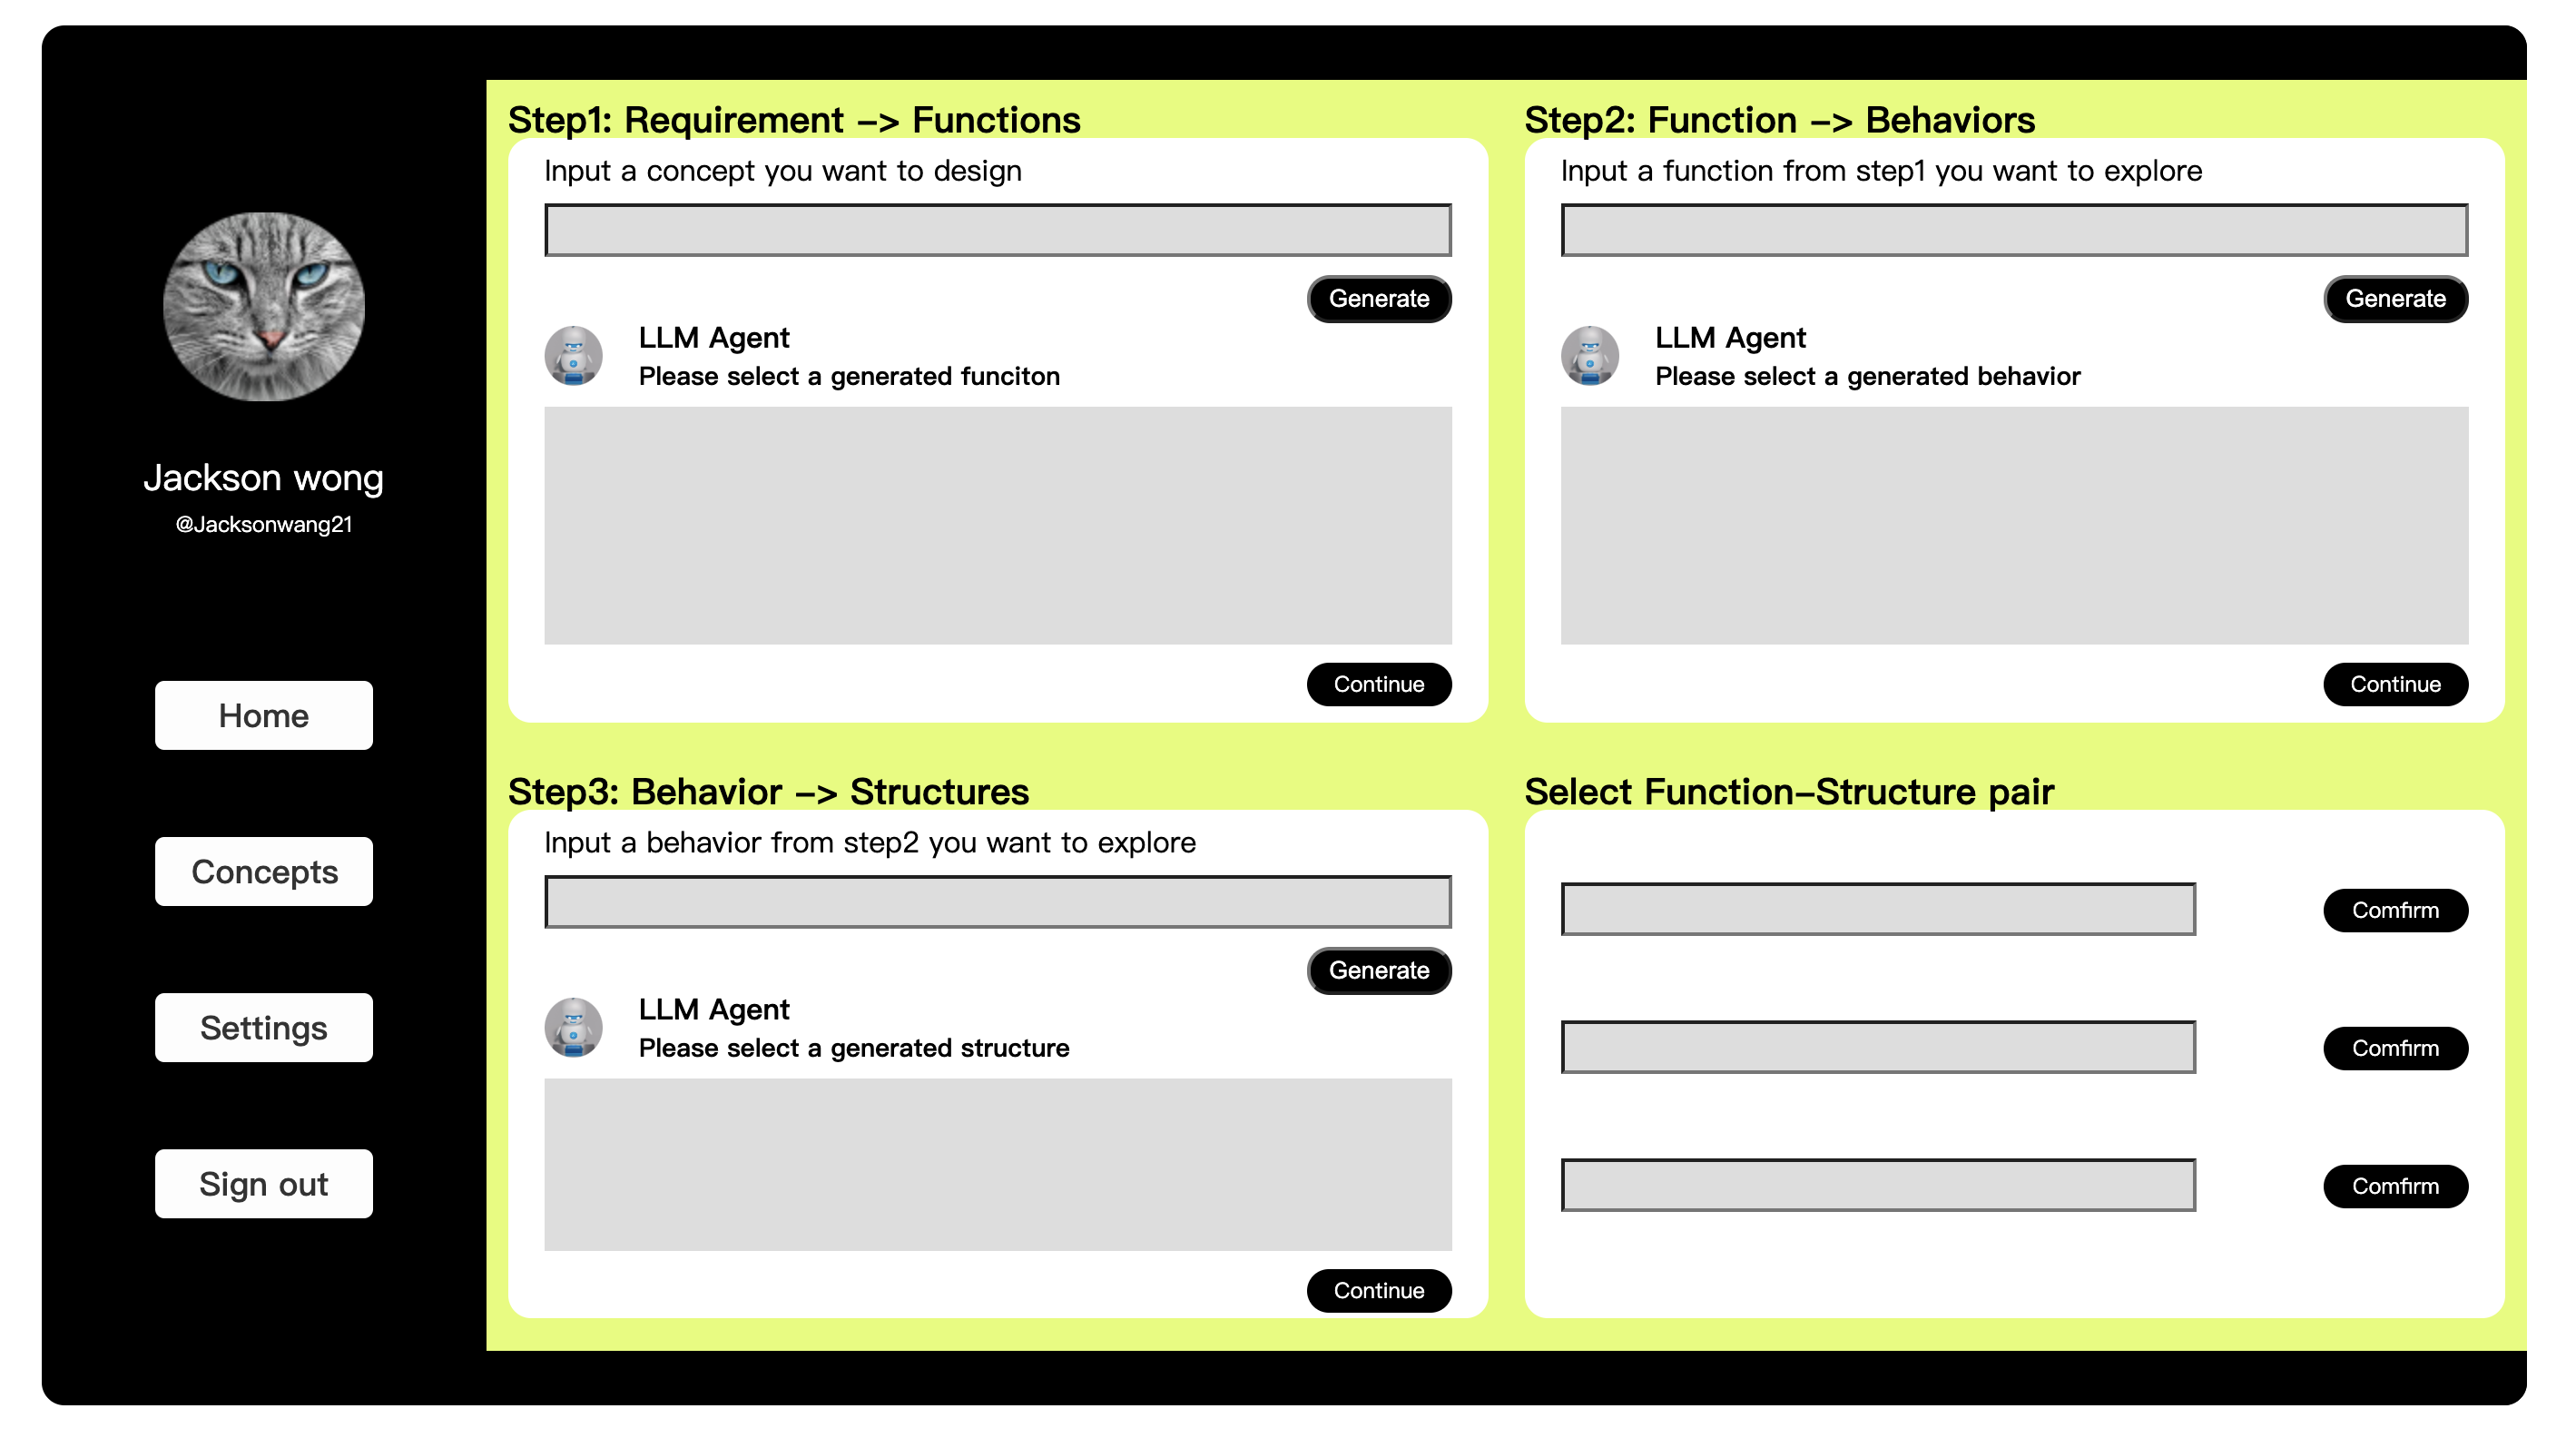 Jackson wong
@Jacksonwang21
Home
Concepts
Settings
Sign out
Step1: Requirement -> Functions
Input a concept you want to design
Generate
LLM Agent
Please select a generated funciton
Continue
Step2: Function -> Behaviors
Input a function from step1 you want to explore
Generate
LLM Agent
Please select a generated behavior
Continue
Step3: Behavior -> Structures
Input a behavior from step2 you want to explore
Generate
LLM Agent
Please select a generated structure
Continue
Select Function-Structure pair
Comfirm
Comfirm
Comfirm